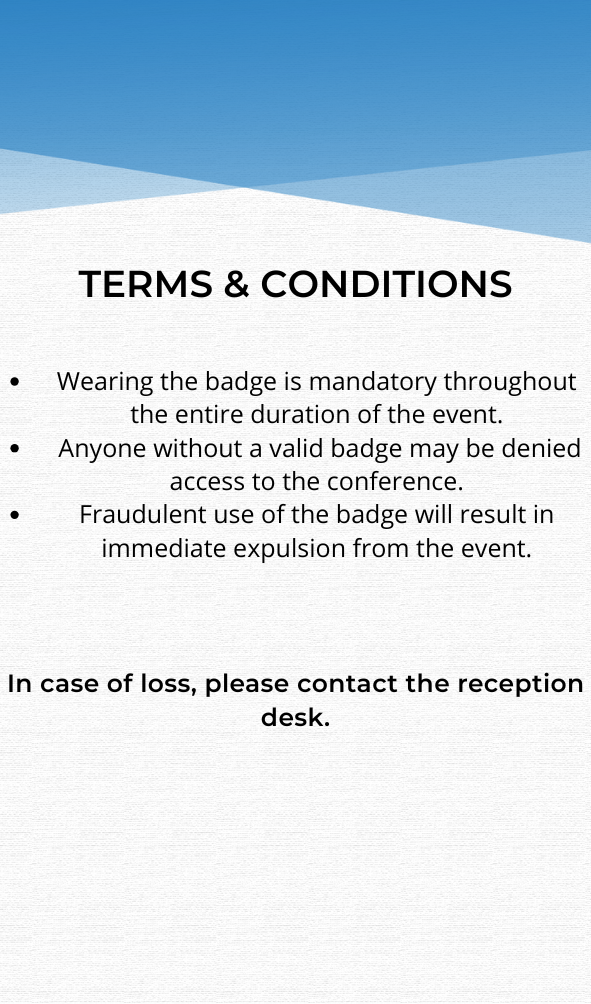 TERMS & CONDITIONS
• Wearing the badge is mandatory throughout
the entire duration of the event.
• Anyone without a valid badge may be denied
access to the conference.
• Fraudulent use of the badge will result in
immediate expulsion from the event.
In case of loss, please contact the reception
desk.